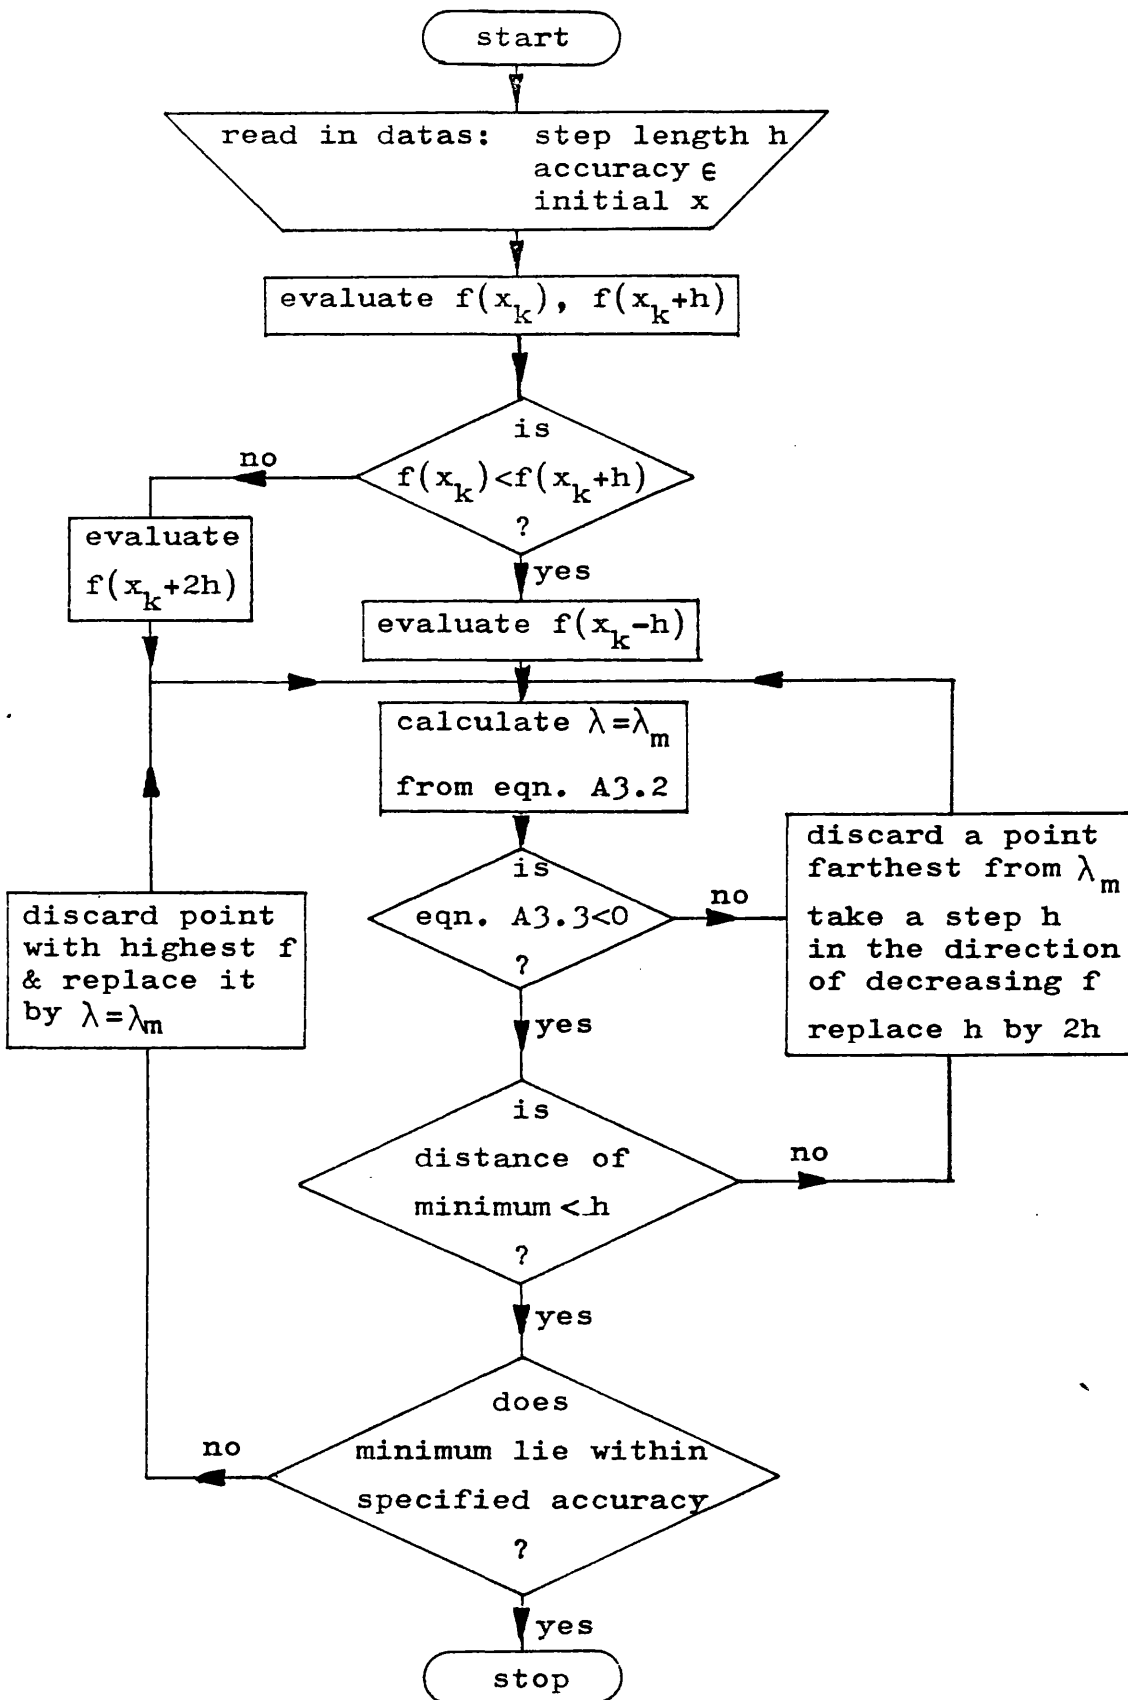 start
read in datas: step length h
accuracy ϵ
initial x
evaluate f(x_k), f(x_k+h)
is
f(x_k)<f(x_k+h)
?
no
evaluate
f(x_k+2h)
yes
evaluate f(x_k-h)
calculate λ=λ_m
from eqn. A3.2
is
eqn. A3.3<0
?
no
discard a point
farthest from λ_m
take a step h
in the direction
of decreasing f
replace h by 2h
discard point
with highest f
& replace it
by λ=λ_m
yes
is
distance of
minimum < h
?
no
yes
does
minimum lie within
specified accuracy
?
no
yes
stop